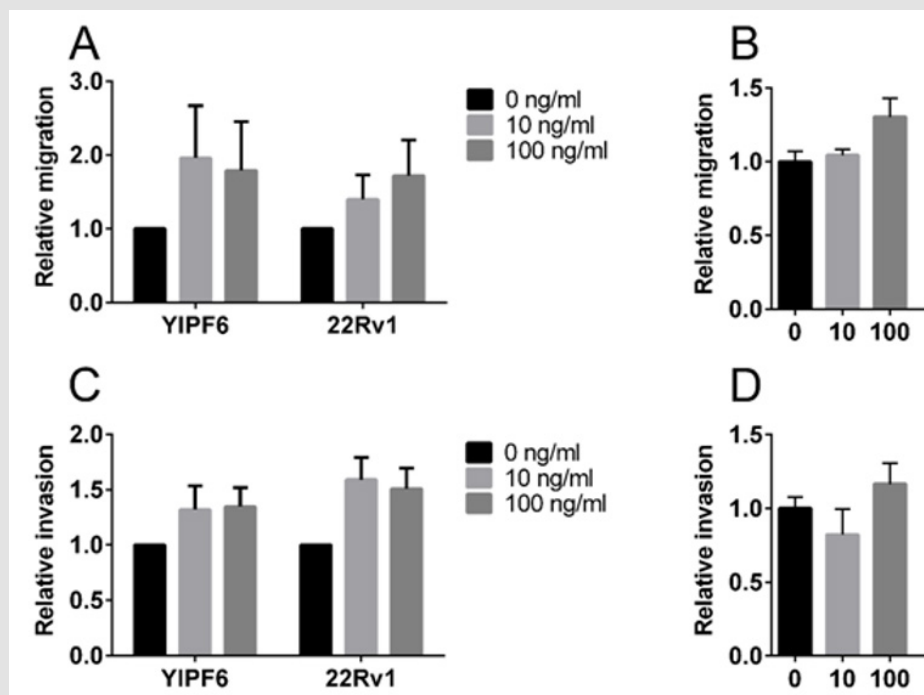 A
Relative migration
3.0
2.0
1.0
0.0
YIPF6 22Rv1
0 ng/ml
10 ng/ml
100 ng/ml
B
Relative migration
1.5
1.0
0.5
0.0
0 10 100
C
Relative invasion
2.0
1.5
1.0
0.5
0.0
YIPF6 22Rv1
0 ng/ml
10 ng/ml
100 ng/ml
D
Relative invasion
1.5
1.0
0.5
0.0
0 10 100